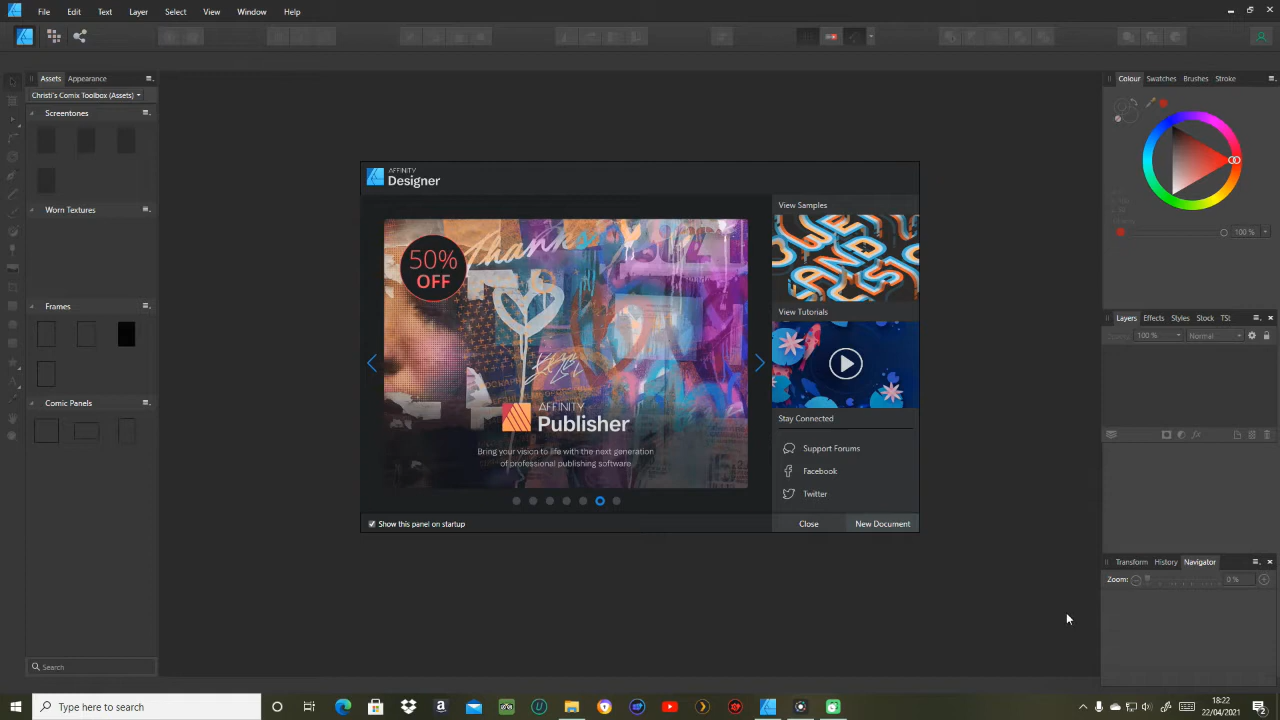 File Edit Text Layer Select View Window Help
Assets Appearance
Christi's Comix Toolbox (Assets)
Screentones
Worn Textures
Frames
Comic Panels
Search
AFFINITY
Designer
50%
OFF
Thanks
AFFINITY
Publisher
Bring your vision to life with the next generation
of professional publishing software
Show this panel on startup
View Samples
View Tutorials
Stay Connected
Support Forums
Facebook
Twitter
Close New Document
Colour Swatches Brushes Stroke
100 %
Layers Effects Styles Stock TSt
Opacity 100 % Normal
Transform History Navigator
Zoom: 0 %
Type here to search
18:22
22/04/2021